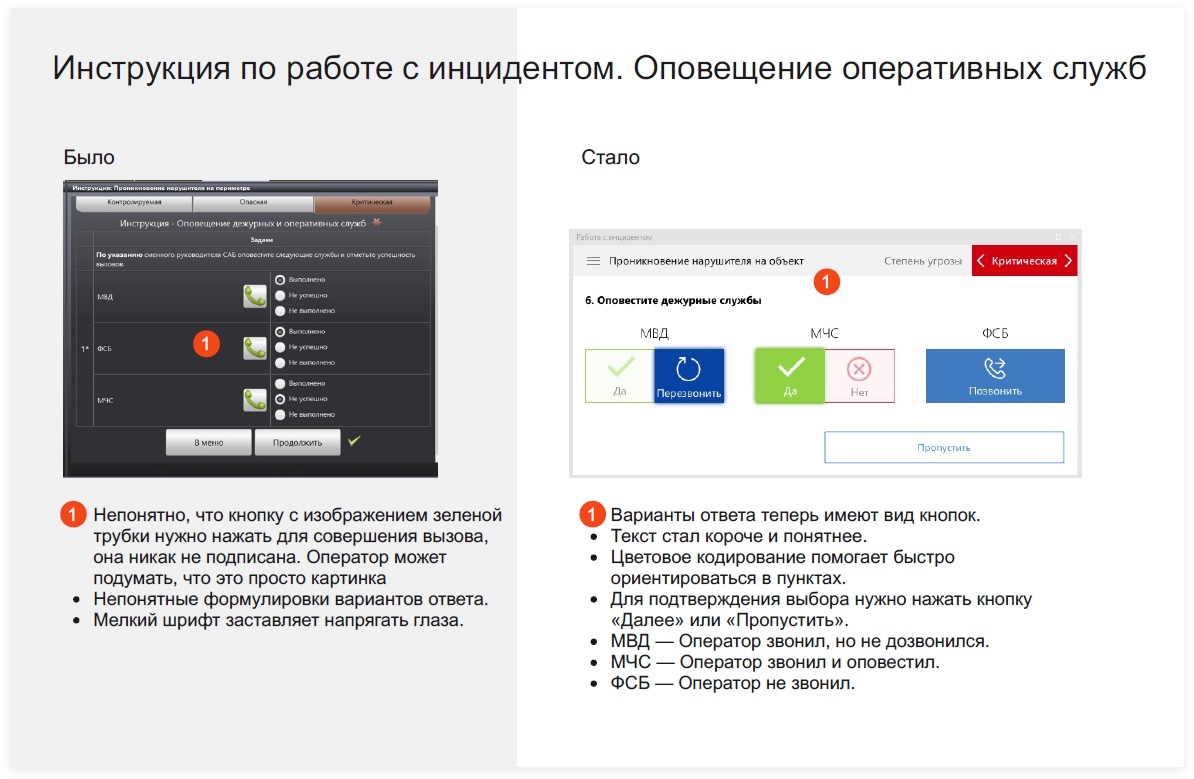 Инструкция по работе с инцидентом. Оповещение оперативных служб
Было
Инструкция: Проникновение нарушителя на периметре
Контролируемая Опасная Критическая
Инструкция - Оповещение дежурных и оперативных служб
Задачи
По указанию сменного руководителя САБ оповестите следующие службы и отметьте успешность
вызовов.
МВД
Выполнено
Не успешно
Не выполнено
1*
ФСБ
1
Выполнено
Не успешно
Не выполнено
МЧС
Выполнено
Не успешно
Не выполнено
В меню Продолжить
1 Непонятно, что кнопку с изображением зеленой
трубки нужно нажать для совершения вызова,
она никак не подписана. Оператор может
подумать, что это просто картинка
• Непонятные формулировки вариантов ответа.
• Мелкий шрифт заставляет напрягать глаза.
Стало
Работа с инцидентом
Проникновение нарушителя на объект Степень угрозы Критическая
1
6. Оповестите дежурные службы
МВД МЧС ФСБ
Да Перезвонить Да Нет Позвонить
Пропустить
1 Варианты ответа теперь имеют вид кнопок.
• Текст стал короче и понятнее.
• Цветовое кодирование помогает быстро
ориентироваться в пунктах.
• Для подтверждения выбора нужно нажать кнопку
«Далее» или «Пропустить».
• МВД — Оператор звонил, но не дозвонился.
• МЧС — Оператор звонил и оповестил.
• ФСБ — Оператор не звонил.